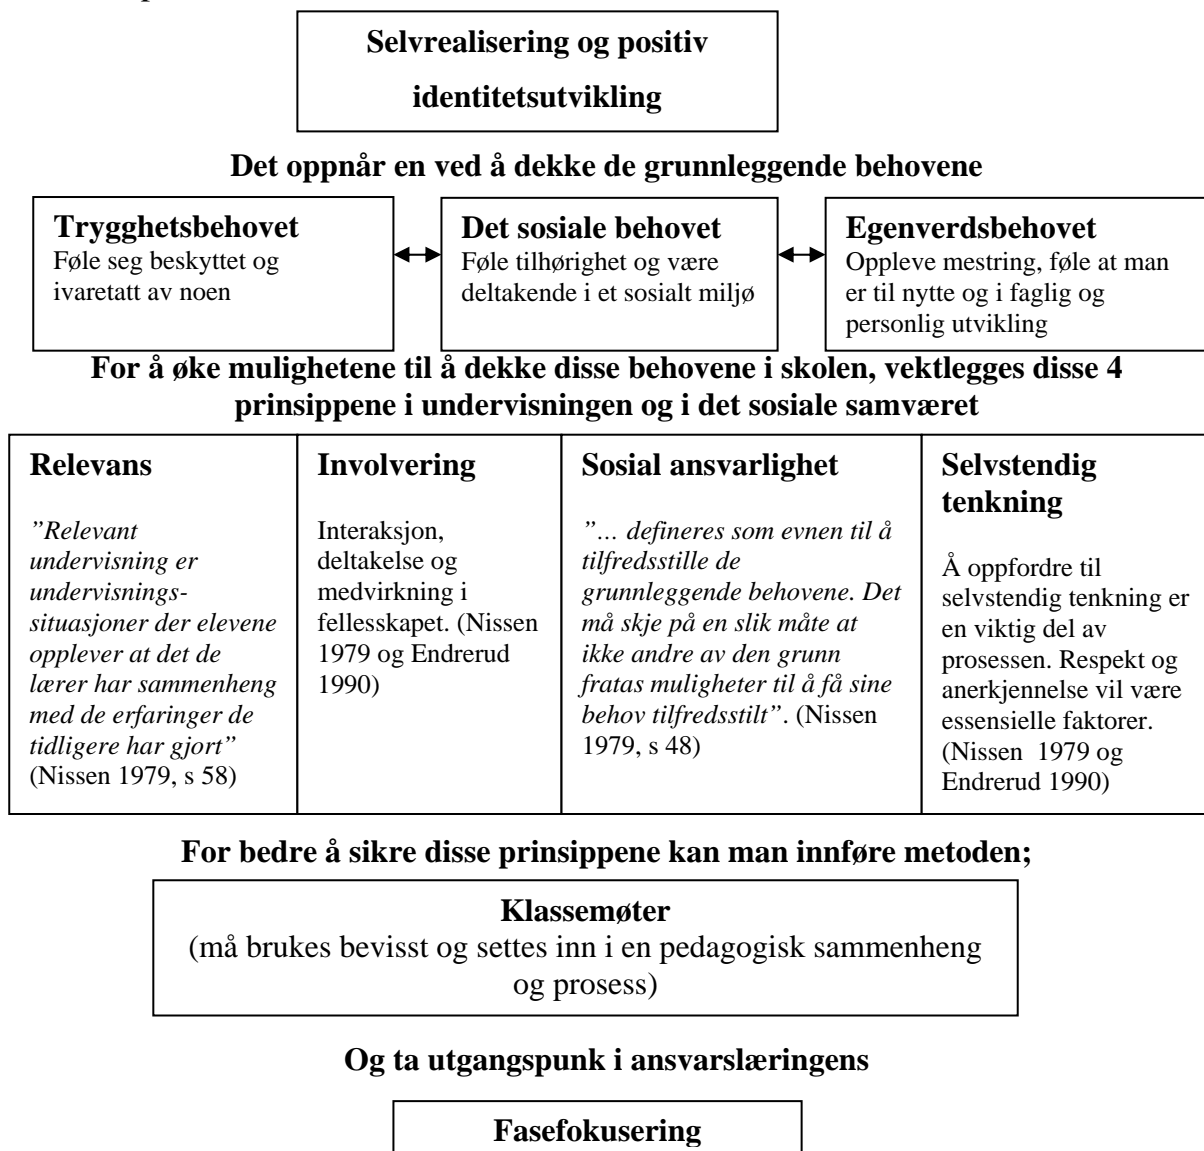 Selvrealisering og positiv
identitetsutvikling
Det oppnår en ved å dekke de grunnleggende behovene
Trygghetsbehovet
Føle seg beskyttet og
ivaretatt av noen
Det sosiale behovet
Føle tilhørighet og være
deltakende i et sosialt miljø
Egenverdsbehovet
Oppleve mestring, føle at man
er til nytte og i faglig og
personlig utvikling
For å øke mulighetene til å dekke disse behovene i skolen, vektlegges disse 4
prinsippene i undervisningen og i det sosiale samværet
Relevans
”Relevant
undervisning er
undervisnings-
situasjoner der elevene
opplever at det de
lærer har sammenheng
med de erfaringer de
tidligere har gjort”
(Nissen 1979, s 58)
Involvering
Interaksjon,
deltakelse og
medvirkning i
fellesskapet. (Nissen
1979 og Endrerud
1990)
Sosial ansvarlighet
”… defineres som evnen til å
tilfredsstille de
grunnleggende behovene. Det
må skje på en slik måte at
ikke andre av den grunn
fratas muligheter til å få sine
behov tilfredsstilt”. (Nissen
1979, s 48)
Selvstendig
tenkning
Å oppfordre til
selvstendig tenkning er
en viktig del av
prosessen. Respekt og
anerkjennelse vil være
essensielle faktorer.
(Nissen 1979 og
Endrerud 1990)
For bedre å sikre disse prinsippene kan man innføre metoden;
Klassemøter
(må brukes bevisst og settes inn i en pedagogisk sammenheng
og prosess)
Og ta utgangspunk i ansvarslæringens
Fasefokusering